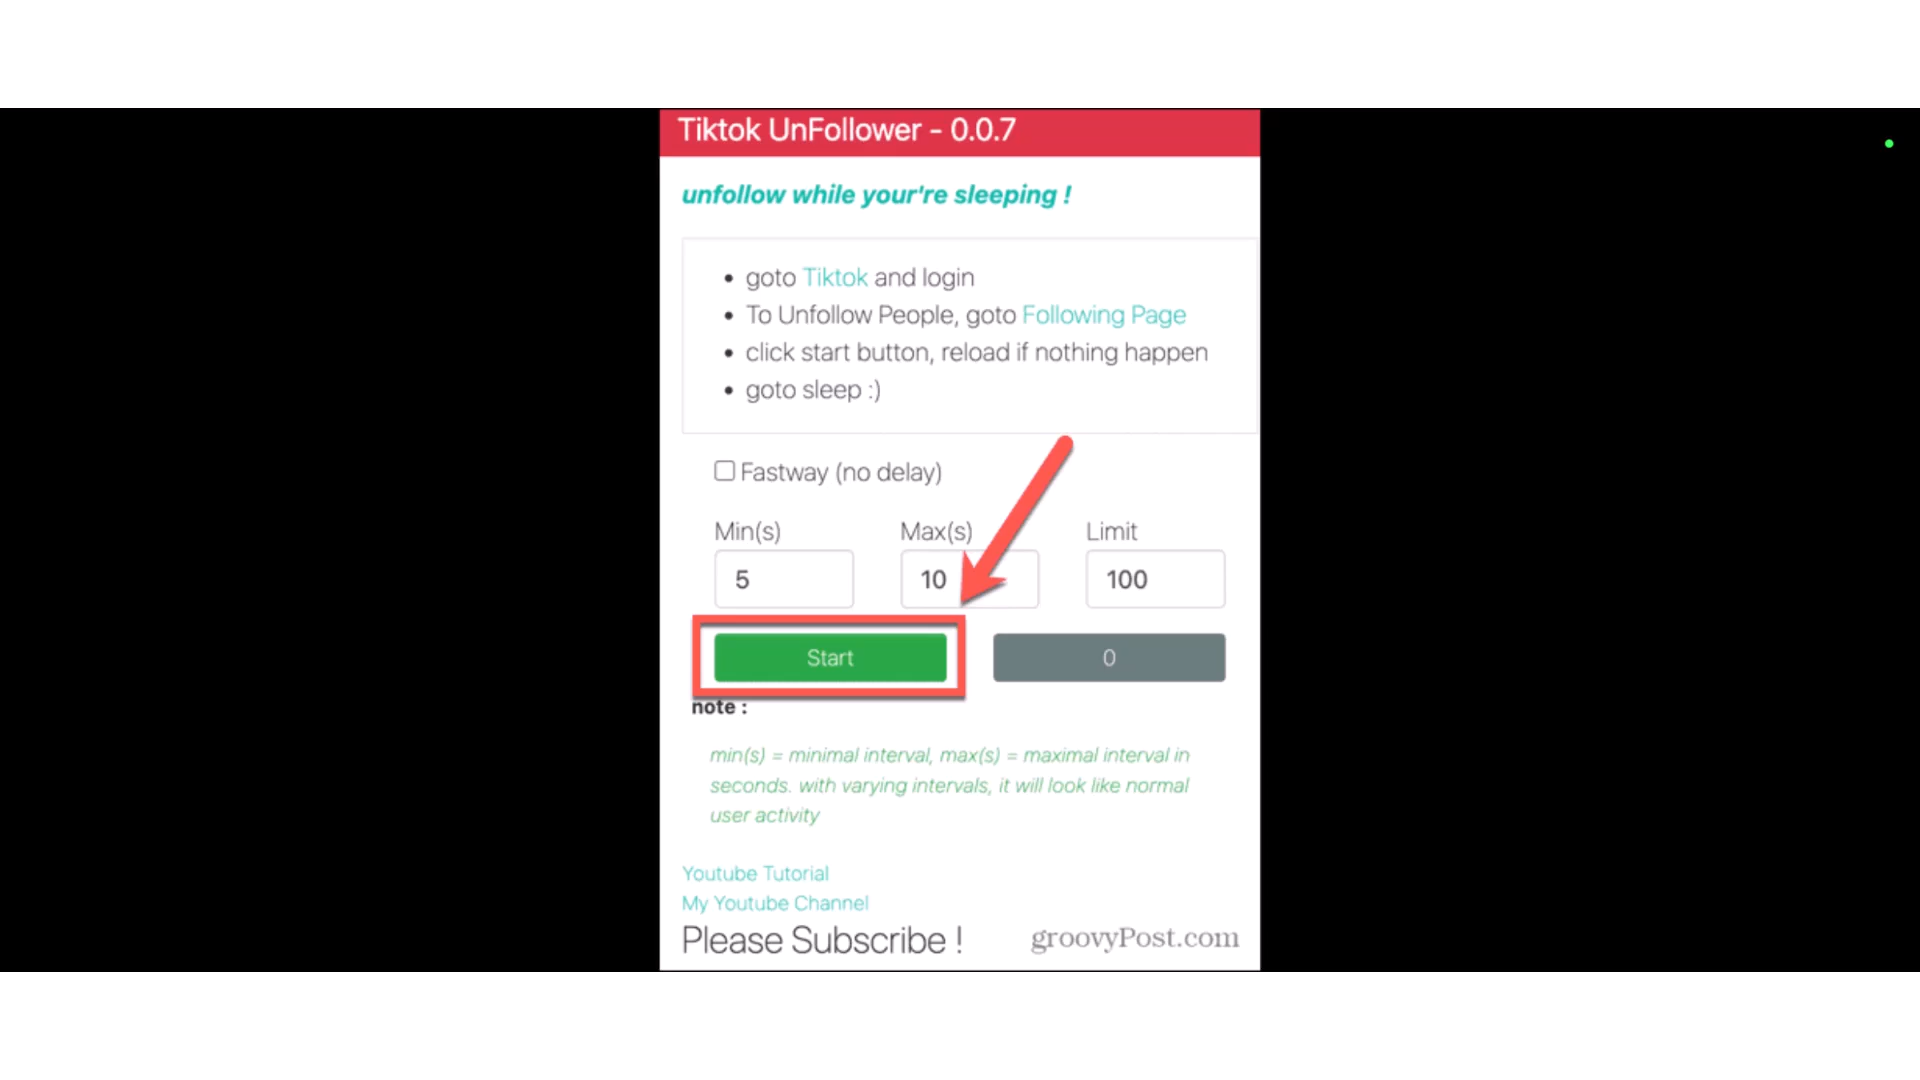 Tiktok UnFollower - 0.0.7
unfollow while your're sleeping !
• goto Tiktok and login
• To Unfollow People, goto Following Page
• click start button, reload if nothing happen
• goto sleep :)
Fastway (no delay)
Min(s) Max(s) Limit
5 10 100
Start 0
note :
min(s) = minimal interval, max(s) = maximal interval in
seconds. with varying intervals, it will look like normal
user activity
Youtube Tutorial
My Youtube Channel
Please Subscribe !
groovyPost.com